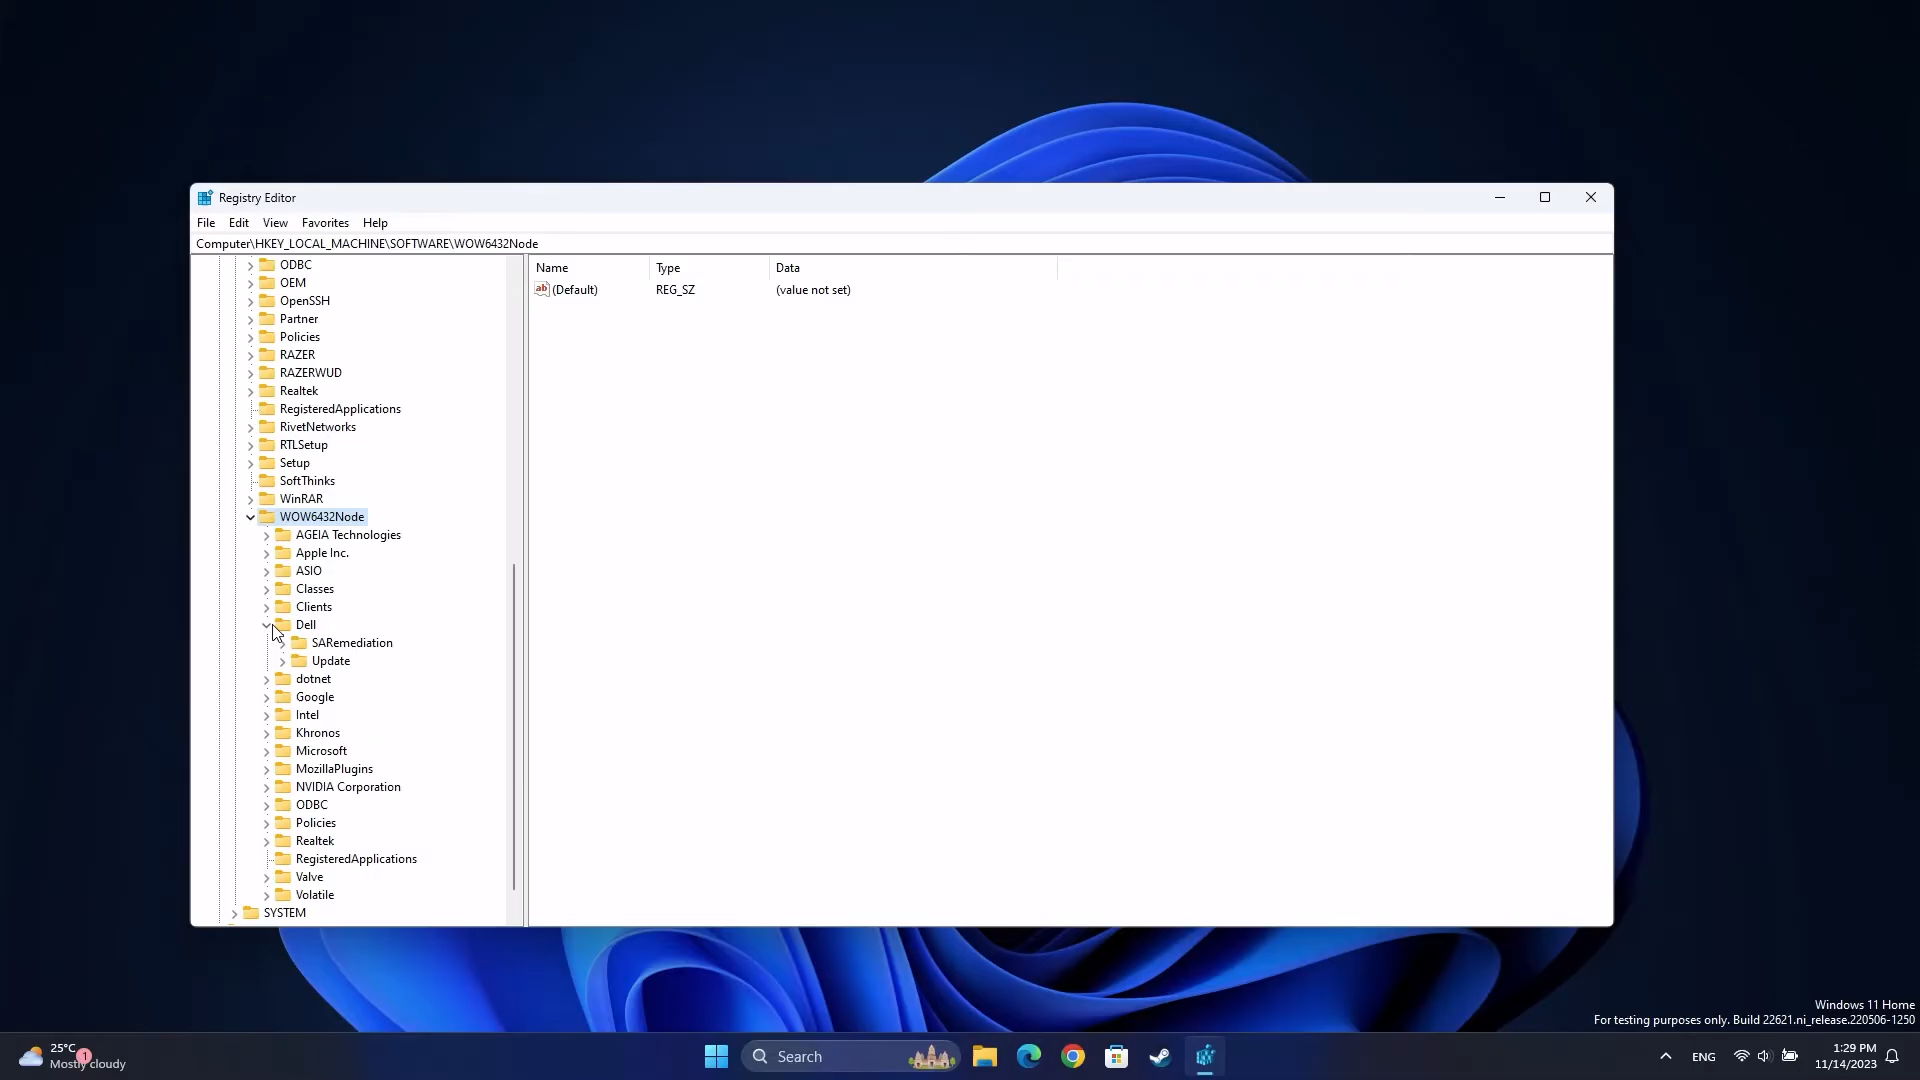 Registry Editor
File Edit View Favorites Help
Computer\HKEY_LOCAL_MACHINE\SOFTWARE\WOW6432Node
ODBC
OEM
OpenSSH
Partner
Policies
RAZER
RAZERWUD
Realtek
RegisteredApplications
RivetNetworks
RTLSetup
Setup
SoftThinks
WinRAR
WOW6432Node
AGEIA Technologies
Apple Inc.
ASIO
Classes
Clients
Dell
SARemediation
Update
dotnet
Google
Intel
Khronos
Microsoft
MozillaPlugins
NVIDIA Corporation
ODBC
Policies
Realtek
RegisteredApplications
Valve
Volatile
SYSTEM
Name Type Data
ab (Default) REG_SZ (value not set)
Windows 11 Home
For testing purposes only. Build 22621.ni_release.220506-1250
25°C
1
Mostly cloudy
Search
ENG
1:29 PM
11/14/2023